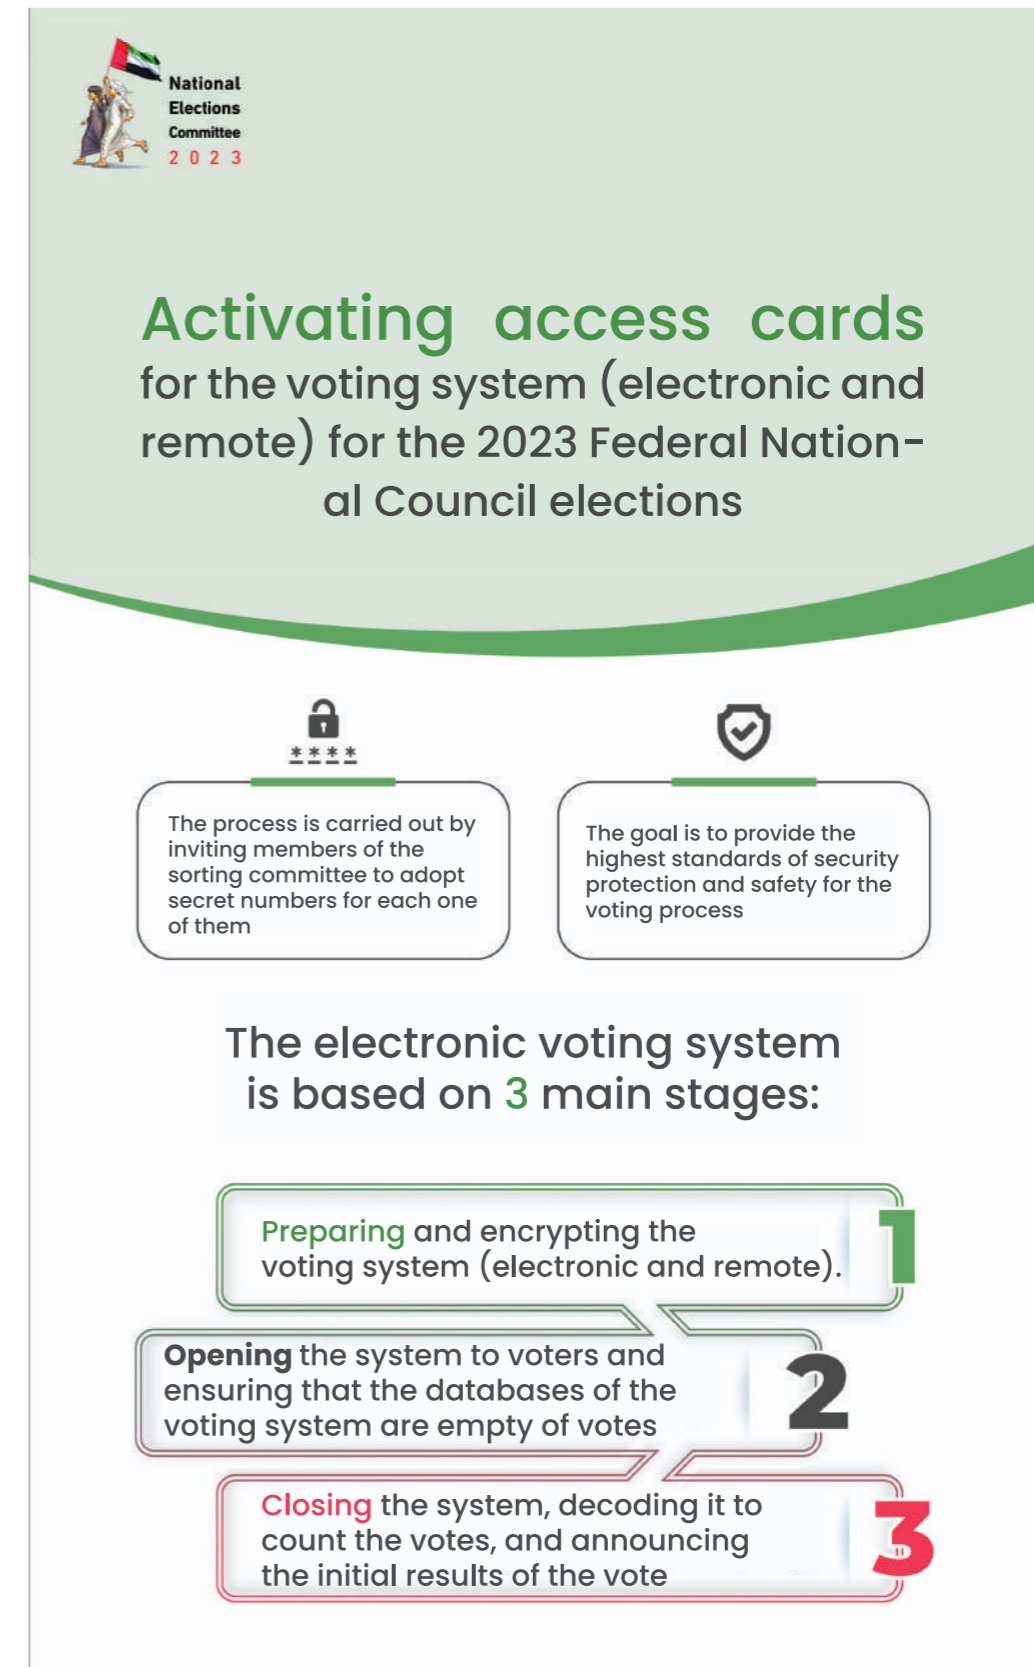 National
Elections
Committee
2023
Activating access cards
for the voting system (electronic and
remote) for the 2023 Federal Nation-
al Council elections
****
The process is carried out by
inviting members of the
sorting committee to adopt
secret numbers for each one
of them
The goal is to provide the
highest standards of security
protection and safety for the
voting process
The electronic voting system
is based on 3 main stages:
Preparing and encrypting the
voting system (electronic and remote).
1
Opening the system to voters and
ensuring that the databases of the
voting system are empty of votes
2
Closing the system, decoding it to
count the votes, and announcing
the initial results of the vote
3